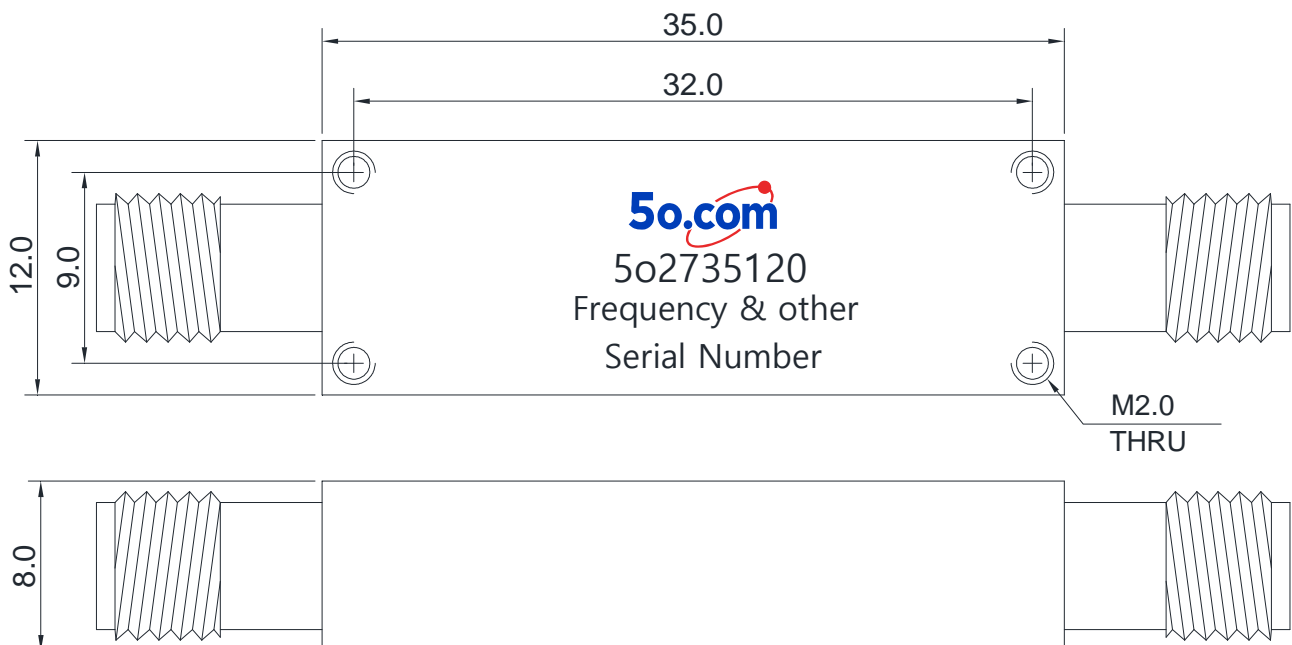 35.0
32.0
12.0
9.0
5o.com
5o2735120
Frequency & other
Serial Number
M2.0
THRU
8.0